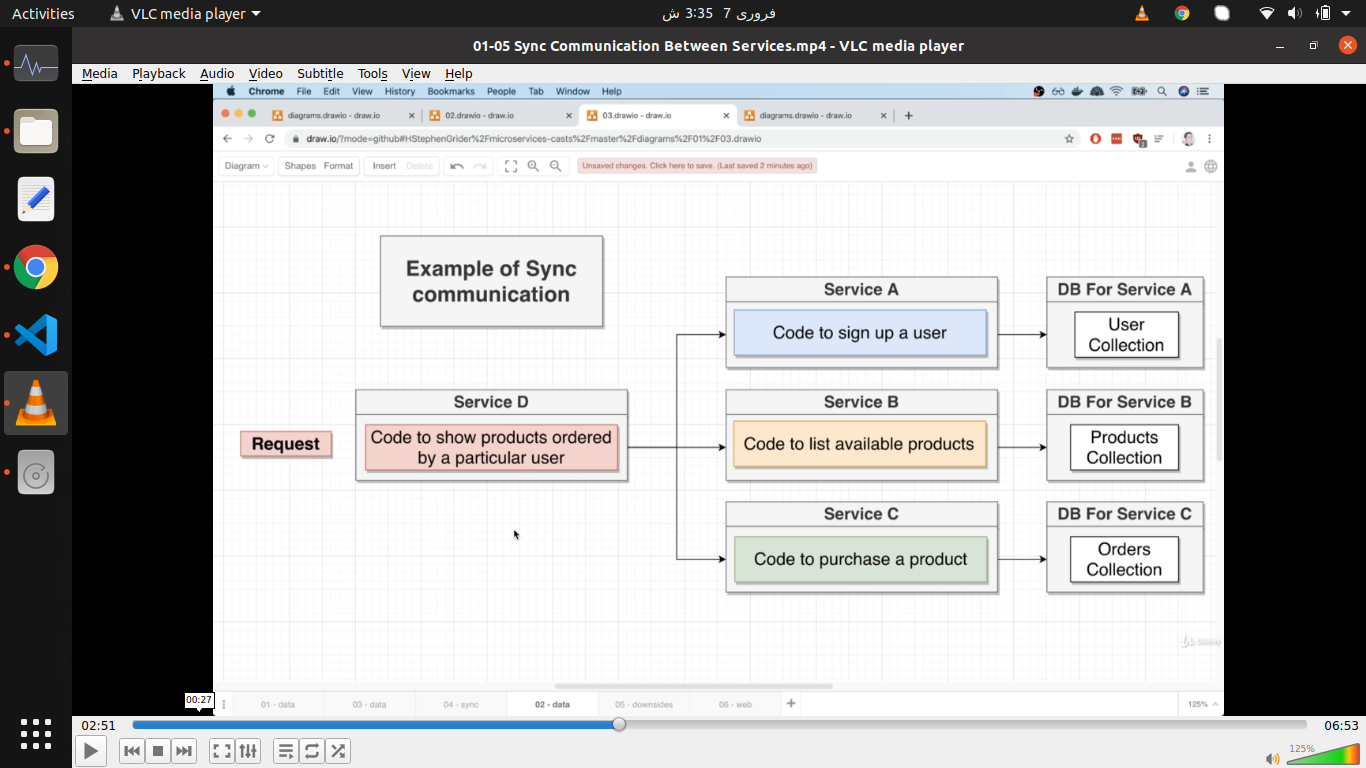 Activities
VLC media player
فروری 7  3:35 ش
01-05 Sync Communication Between Services.mp4 - VLC media player
Media Playback Audio Video Subtitle Tools View Help
Chrome File Edit View History Bookmarks People Tab Window Help
diagrams.drawio - draw.io
02.drawio - draw.io
03.drawio - draw.io
diagrams.drawio - draw.io
draw.io/?mode=github#HStephenGrider%2Fmicroservices-casts%2Fmaster%2Fdiagrams%2F01%2F03.drawio
Diagram Shapes Format Insert Delete
Unsaved changes. Click here to save. (Last saved 2 minutes ago)
Example of Sync
communication
Request
Service D
Code to show products ordered
by a particular user
Service A
Code to sign up a user
DB For Service A
User
Collection
Service B
Code to list available products
DB For Service B
Products
Collection
Service C
Code to purchase a product
DB For Service C
Orders
Collection
Udemy
00:27
01 - data
03 - data
04 - sync
02 - data
05 - downsides
06 - web
125%
02:51
06:53
125%